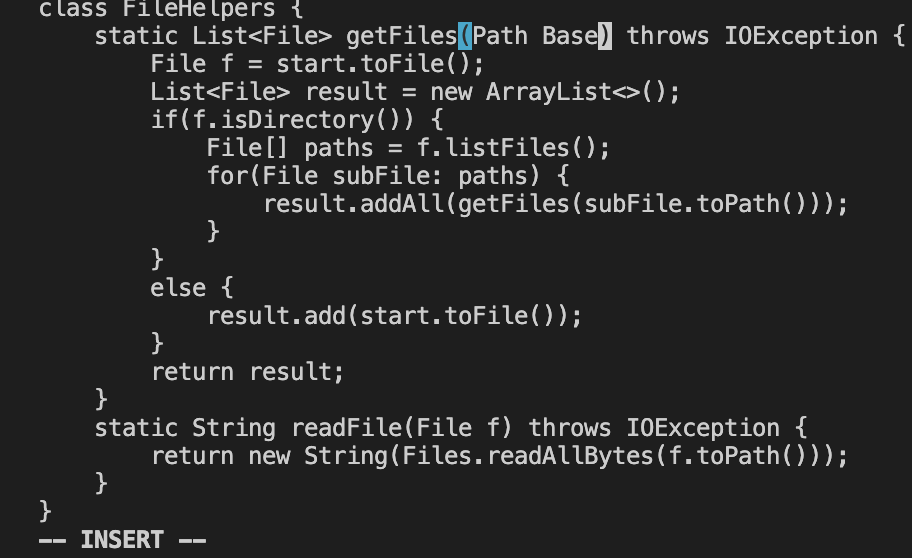 class FileHelpers {
    static List<File> getFiles(Path Base) throws IOException {
        File f = start.toFile();
        List<File> result = new ArrayList<>();
        if(f.isDirectory()) {
            File[] paths = f.listFiles();
            for(File subFile: paths) {
                result.addAll(getFiles(subFile.toPath()));
            }
        }
        else {
            result.add(start.toFile());
        }
        return result;
    }
    static String readFile(File f) throws IOException {
        return new String(Files.readAllBytes(f.toPath()));
    }
}
-- INSERT --